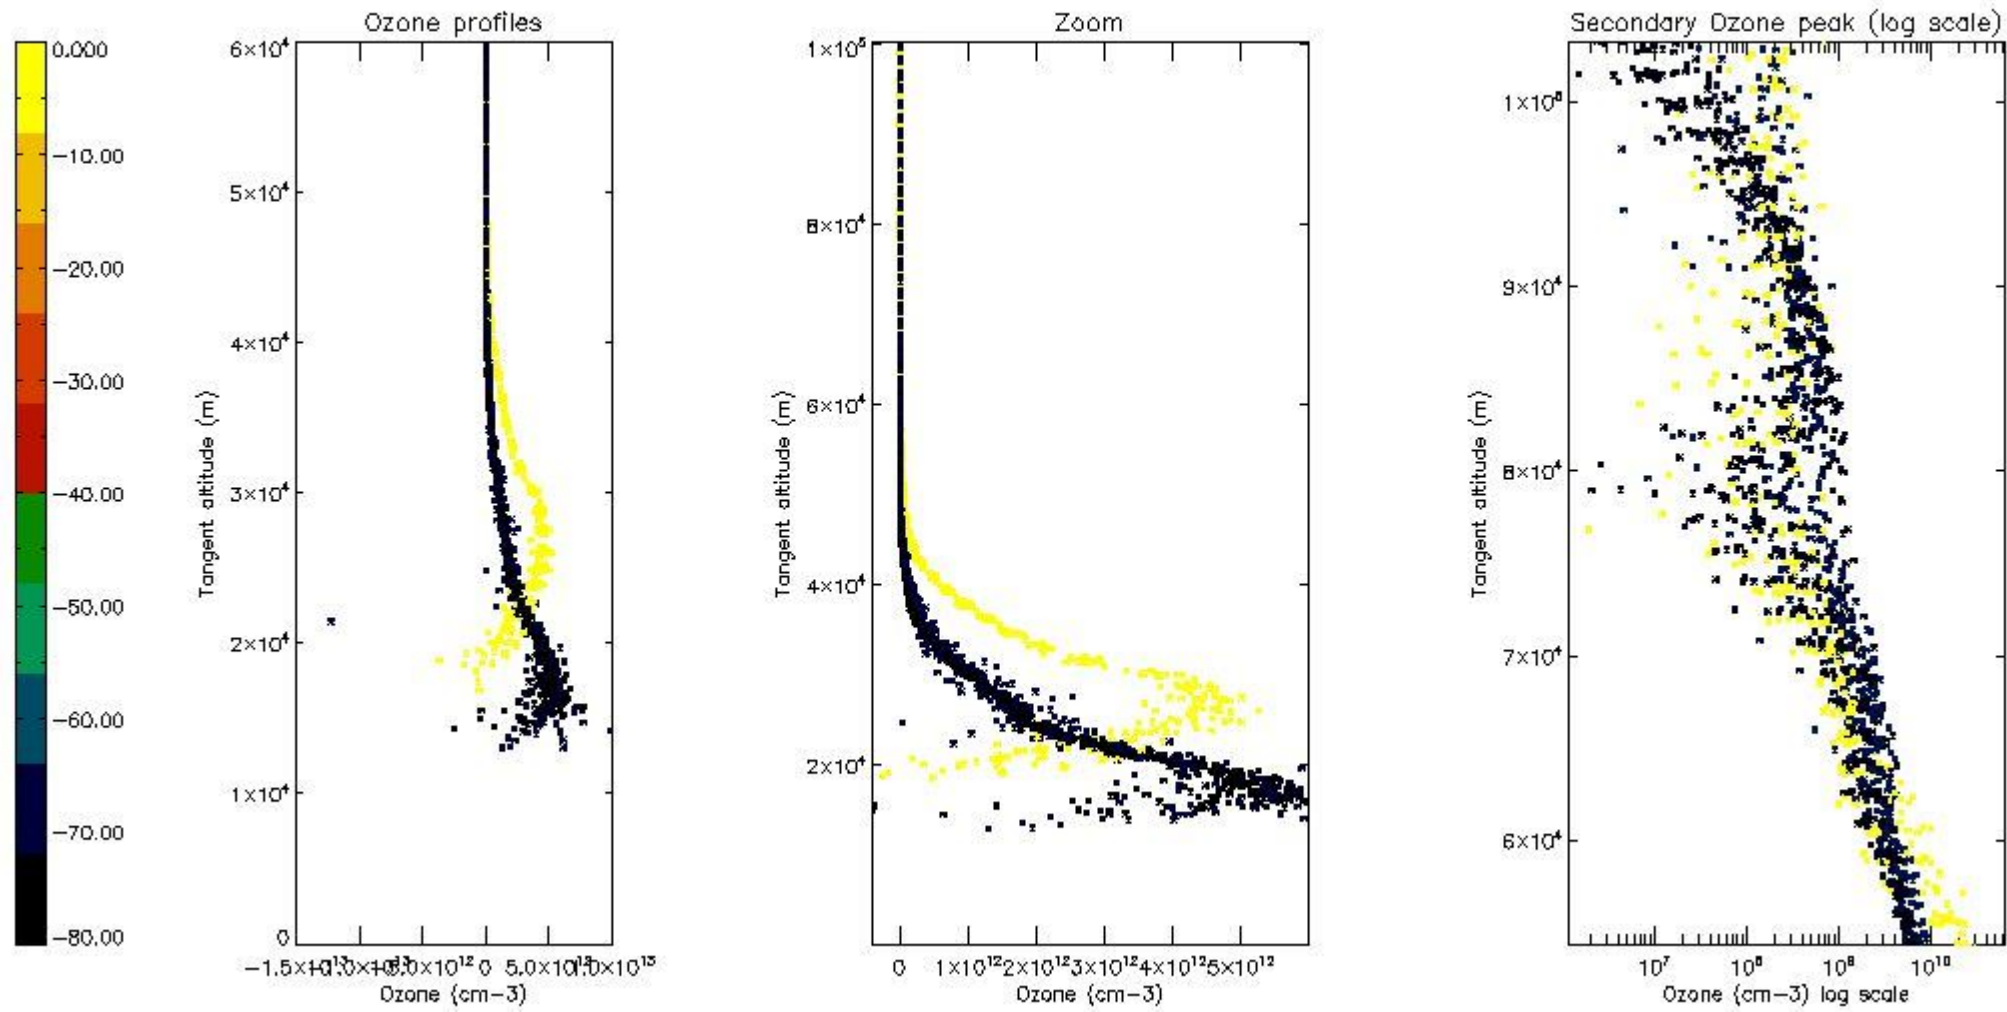 Ozone profiles
Zoom
Secondary Ozone peak (log scale)
0.000
−10.00
−20.00
−30.00
−40.00
−50.00
−60.00
−70.00
−80.00
6×10⁴
5×10⁴
4×10⁴
3×10⁴
2×10⁴
1×10⁴
0
Tangent altitude (m)
0
Ozone (cm−3)
1×10⁵
8×10⁴
6×10⁴
4×10⁴
2×10⁴
Tangent altitude (m)
0 1×10¹² 2×10¹² 3×10¹² 4×10¹² 5×10¹²
Ozone (cm−3)
9×10⁴
8×10⁴
7×10⁴
6×10⁴
Tangent altitude (m)
10⁷ 10⁸ 10⁹ 10¹⁰
Ozone (cm−3) log scale